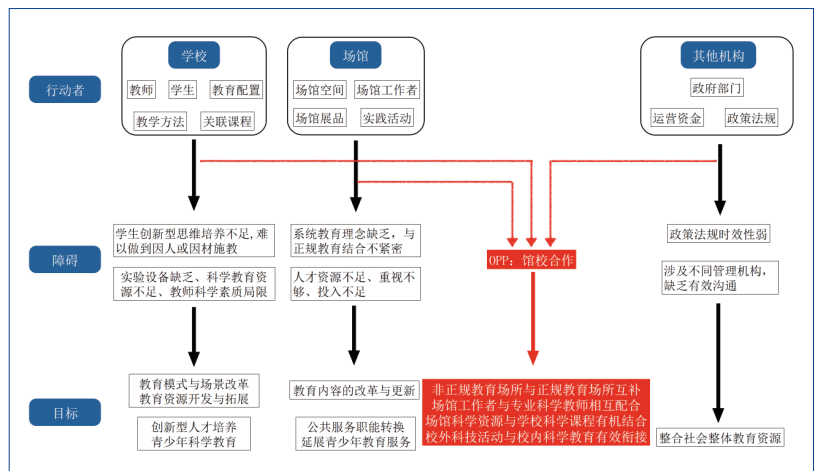 学校
场馆
其他机构
行动者
教师
学生
教育配置
教学方法
关联课程
场馆空间
场馆工作者
场馆展品
实践活动
政府部门
运营资金
政策法规
障碍
学生创新型思维培养不足,难
以做到因人或因材施教
实验设备缺乏、科学教育资
源不足、教师科学素质局限
系统教育理念缺乏，与
正规教育结合不紧密
人才资源不足、重视不
够、投入不足
OPP：馆校合作
政策法规时效性弱
涉及不同管理机构，
缺乏有效沟通
目标
教育模式与场景改革
教育资源开发与拓展
创新型人才培养
青少年科学教育
教育内容的改革与更新
公共服务职能转换
延展青少年教育服务
非正规教育场所与正规教育场所互补
场馆工作者与专业科学教师相互配合
场馆科学资源与学校科学课程有机结合
校外科技活动与校内科学教育有效衔接
整合社会整体教育资源